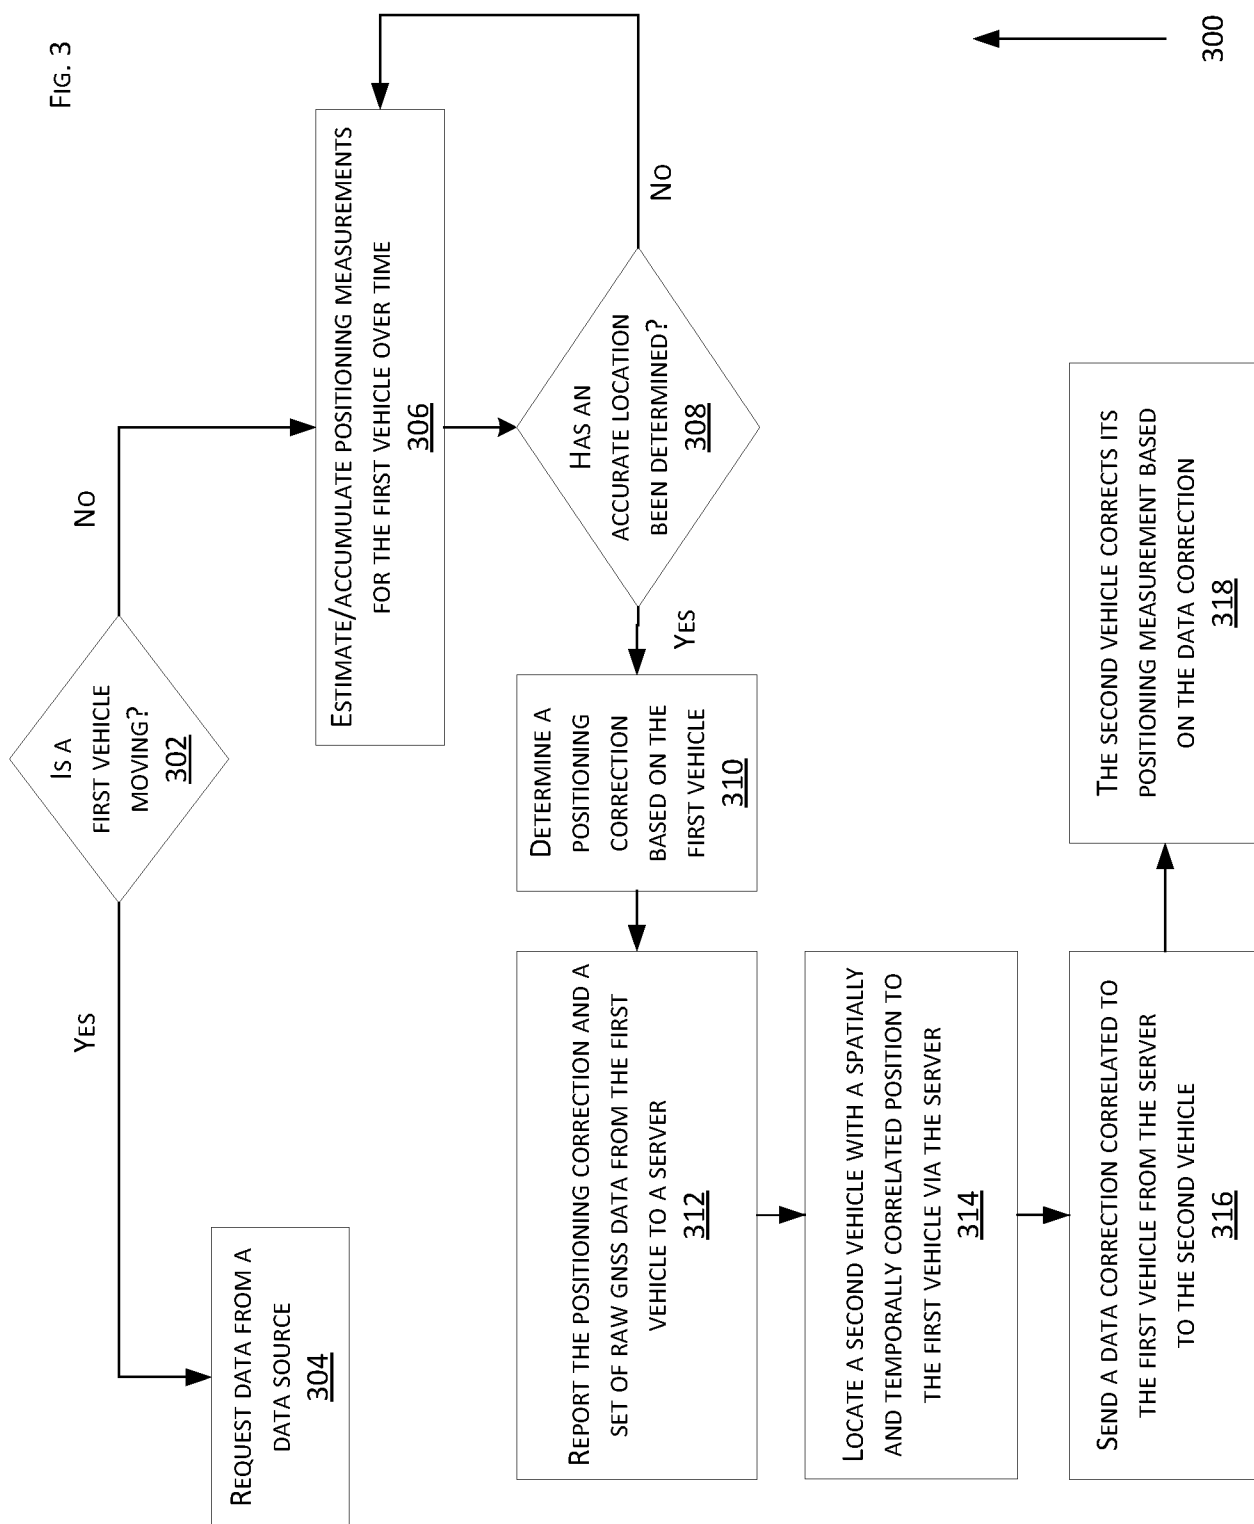 FIG. 3
300
IS A
FIRST VEHICLE
MOVING?
302
YES
NO
REQUEST DATA FROM A
DATA SOURCE
304
ESTIMATE/ACCUMULATE POSITIONING MEASUREMENTS
FOR THE FIRST VEHICLE OVER TIME
306
HAS AN
ACCURATE LOCATION
BEEN DETERMINED?
308
NO
YES
DETERMINE A
POSITIONING
CORRECTION
BASED ON THE
FIRST VEHICLE
310
REPORT THE POSITIONING CORRECTION AND A
SET OF RAW GNSS DATA FROM THE FIRST
VEHICLE TO A SERVER
312
LOCATE A SECOND VEHICLE WITH A SPATIALLY
AND TEMPORALLY CORRELATED POSITION TO
THE FIRST VEHICLE VIA THE SERVER
314
SEND A DATA CORRECTION CORRELATED TO
THE FIRST VEHICLE FROM THE SERVER
TO THE SECOND VEHICLE
316
THE SECOND VEHICLE CORRECTS ITS
POSITIONING MEASUREMENT BASED
ON THE DATA CORRECTION
318